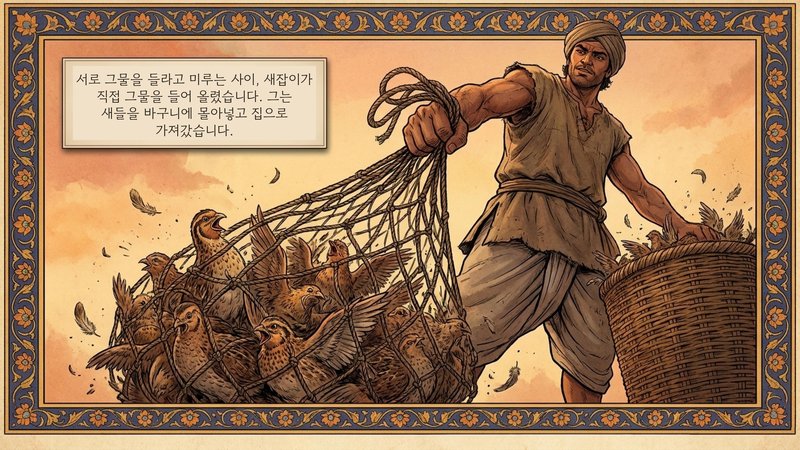 서로 그물을 들라고 미루는 사이, 새잡이가
직접 그물을 들어 올렸습니다. 그는
새들을 바구니에 몰아넣고 집으로
가져갔습니다.